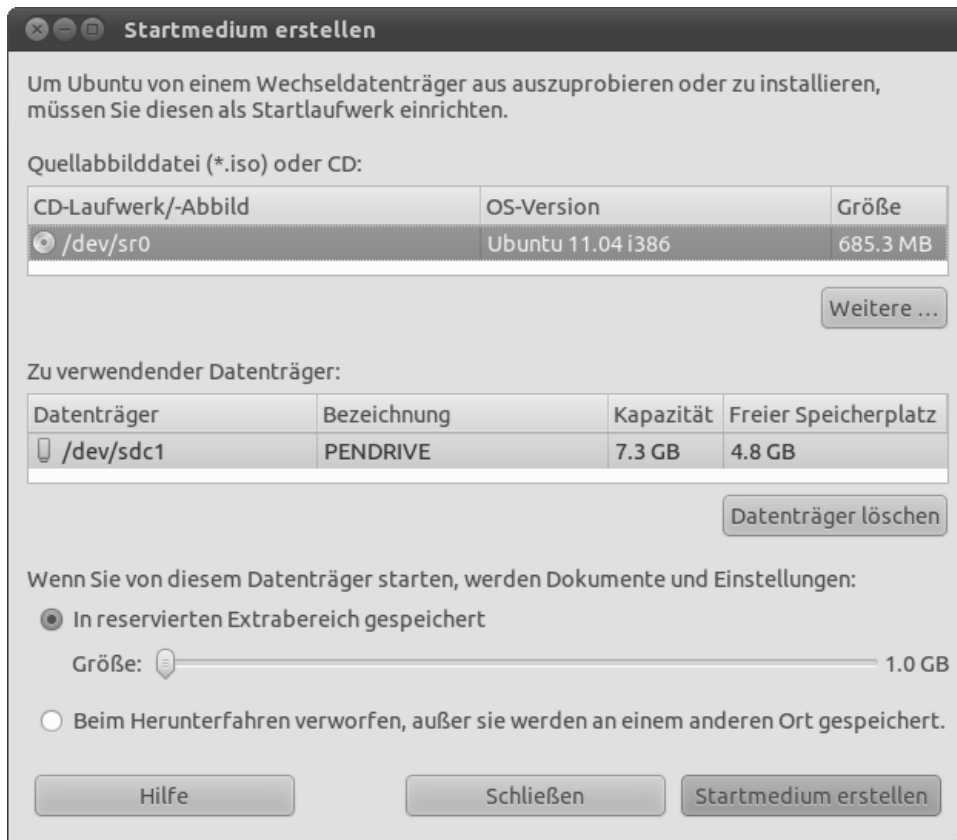 Startmedium erstellen
Um Ubuntu von einem Wechseldatenträger aus auszuprobieren oder zu installieren,
müssen Sie diesen als Startlaufwerk einrichten.
Quellabbilddatei (*.iso) oder CD:
CD-Laufwerk/-Abbild OS-Version Größe
/dev/sr0 Ubuntu 11.04 i386 685.3 MB
Weitere ...
Zu verwendender Datenträger:
Datenträger Bezeichnung Kapazität Freier Speicherplatz
/dev/sdc1 PENDRIVE 7.3 GB 4.8 GB
Datenträger löschen
Wenn Sie von diesem Datenträger starten, werden Dokumente und Einstellungen:
In reservierten Extrabereich gespeichert
Größe: 1.0 GB
Beim Herunterfahren verworfen, außer sie werden an einem anderen Ort gespeichert.
Hilfe Schließen Startmedium erstellen